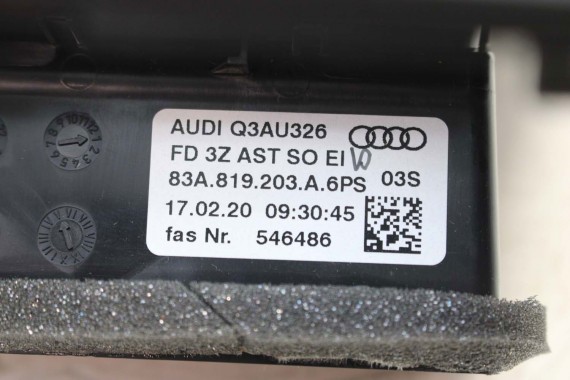 AUDI Q3AU326
FD 3Z AST SO EI W
83A.819.203.A.6PS 03S
17.02.20 09:30:45
fas Nr. 546486